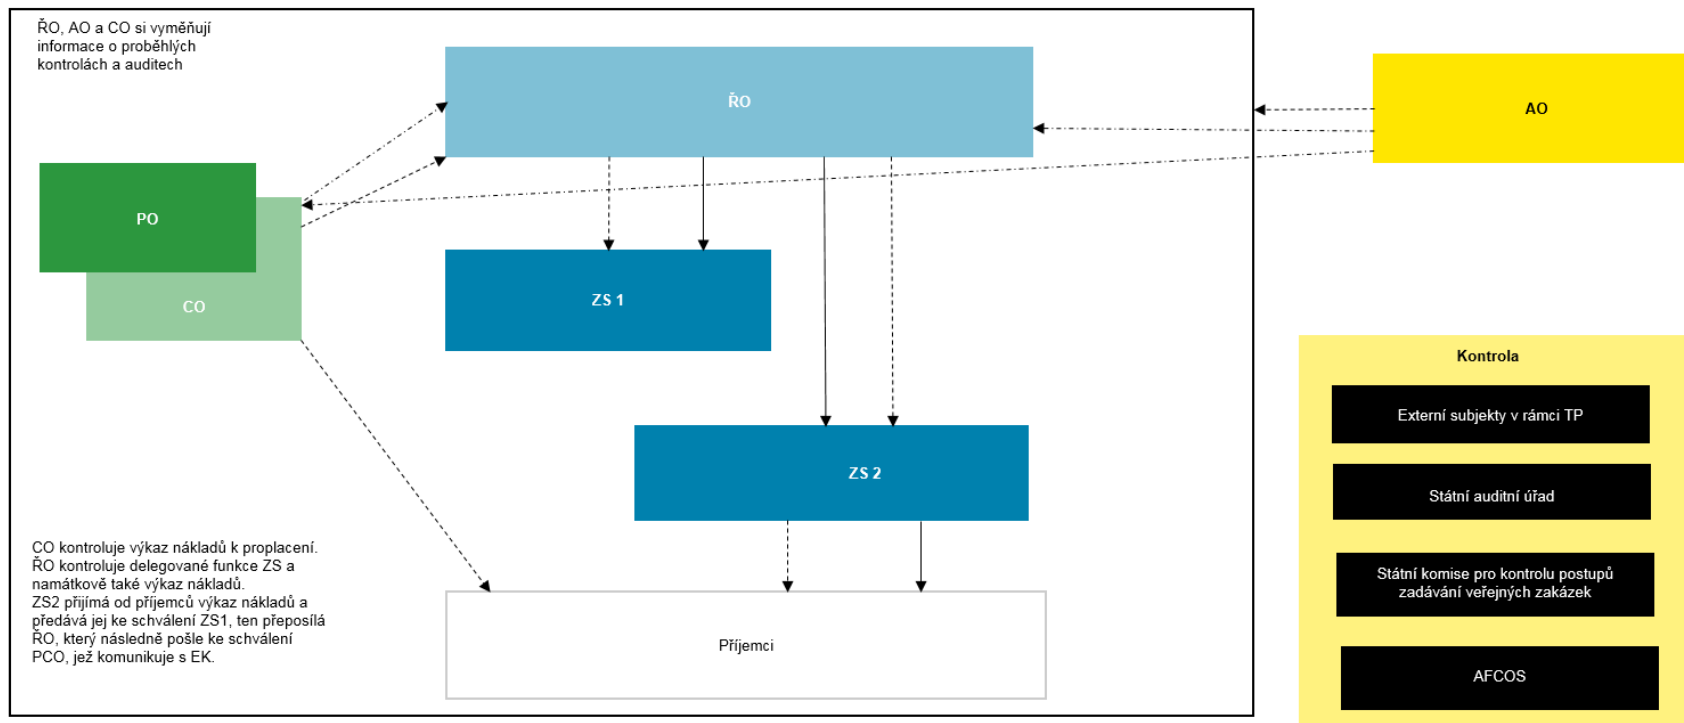 ŘO, AO a CO si vyměňují
informace o proběhlých
kontrolách a auditech
ŘO
AO
PO
CO
ZS 1
ZS 2
Příjemci
CO kontroluje výkaz nákladů k proplacení.
ŘO kontroluje delegované funkce ZS a
namátkově také výkaz nákladů.
ZS2 přijímá od příjemců výkaz nákladů a
předává jej ke schválení ZS1, ten přeposílá
ŘO, který následně pošle ke schválení
PCO, jež komunikuje s EK.
Kontrola
Externí subjekty v rámci TP
Státní auditní úřad
Státní komise pro kontrolu postupů
zadávání veřejných zakázek
AFCOS